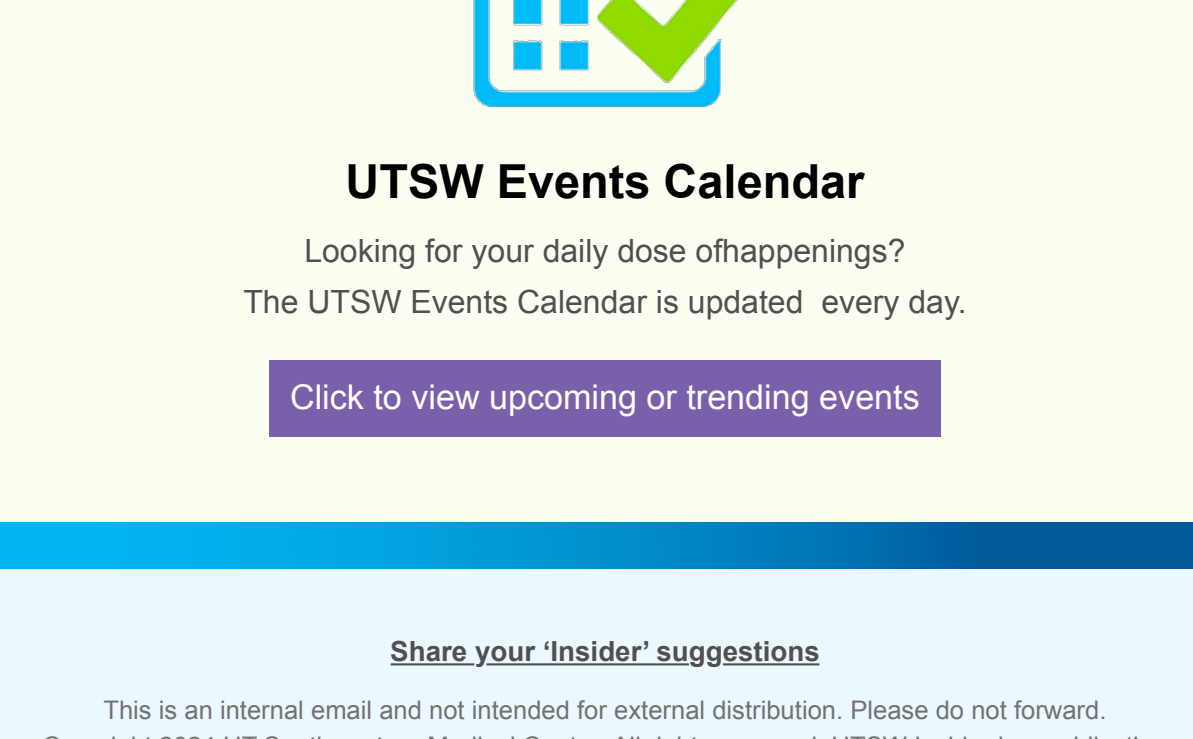 UTSW Events Calendar
Looking for your daily dose ofhappenings?
The UTSW Events Calendar is updated  every day.
Click to view upcoming or trending events
Share your ‘Insider’ suggestions
This is an internal email and not intended for external distribution. Please do not forward.